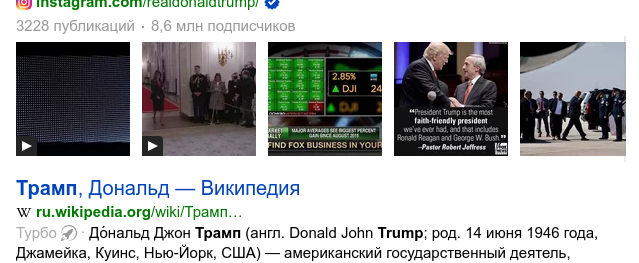 instagram.com/realdonaldtrump/
3228 публикаций · 8,6 млн подписчиков
2.85%
DJI 24
MAJOR AVERAGES SEE BIGGEST PERCENT
GAIN SINCE AUGUST 2015
FIND FOX BUSINESS IN YOUR
"President Trump is the most
faith-friendly president
we've ever had, and that includes
Ronald Reagan and George W. Bush."
–Pastor Robert Jeffress
Трамп, Дональд — Википедия
W ru.wikipedia.org/wiki/Трамп…
Турбо · До́нальд Джон Трамп (англ. Donald John Trump; род. 14 июня 1946 года,
Джамейка, Куинс, Нью-Йорк, США) — американский государственный деятель,